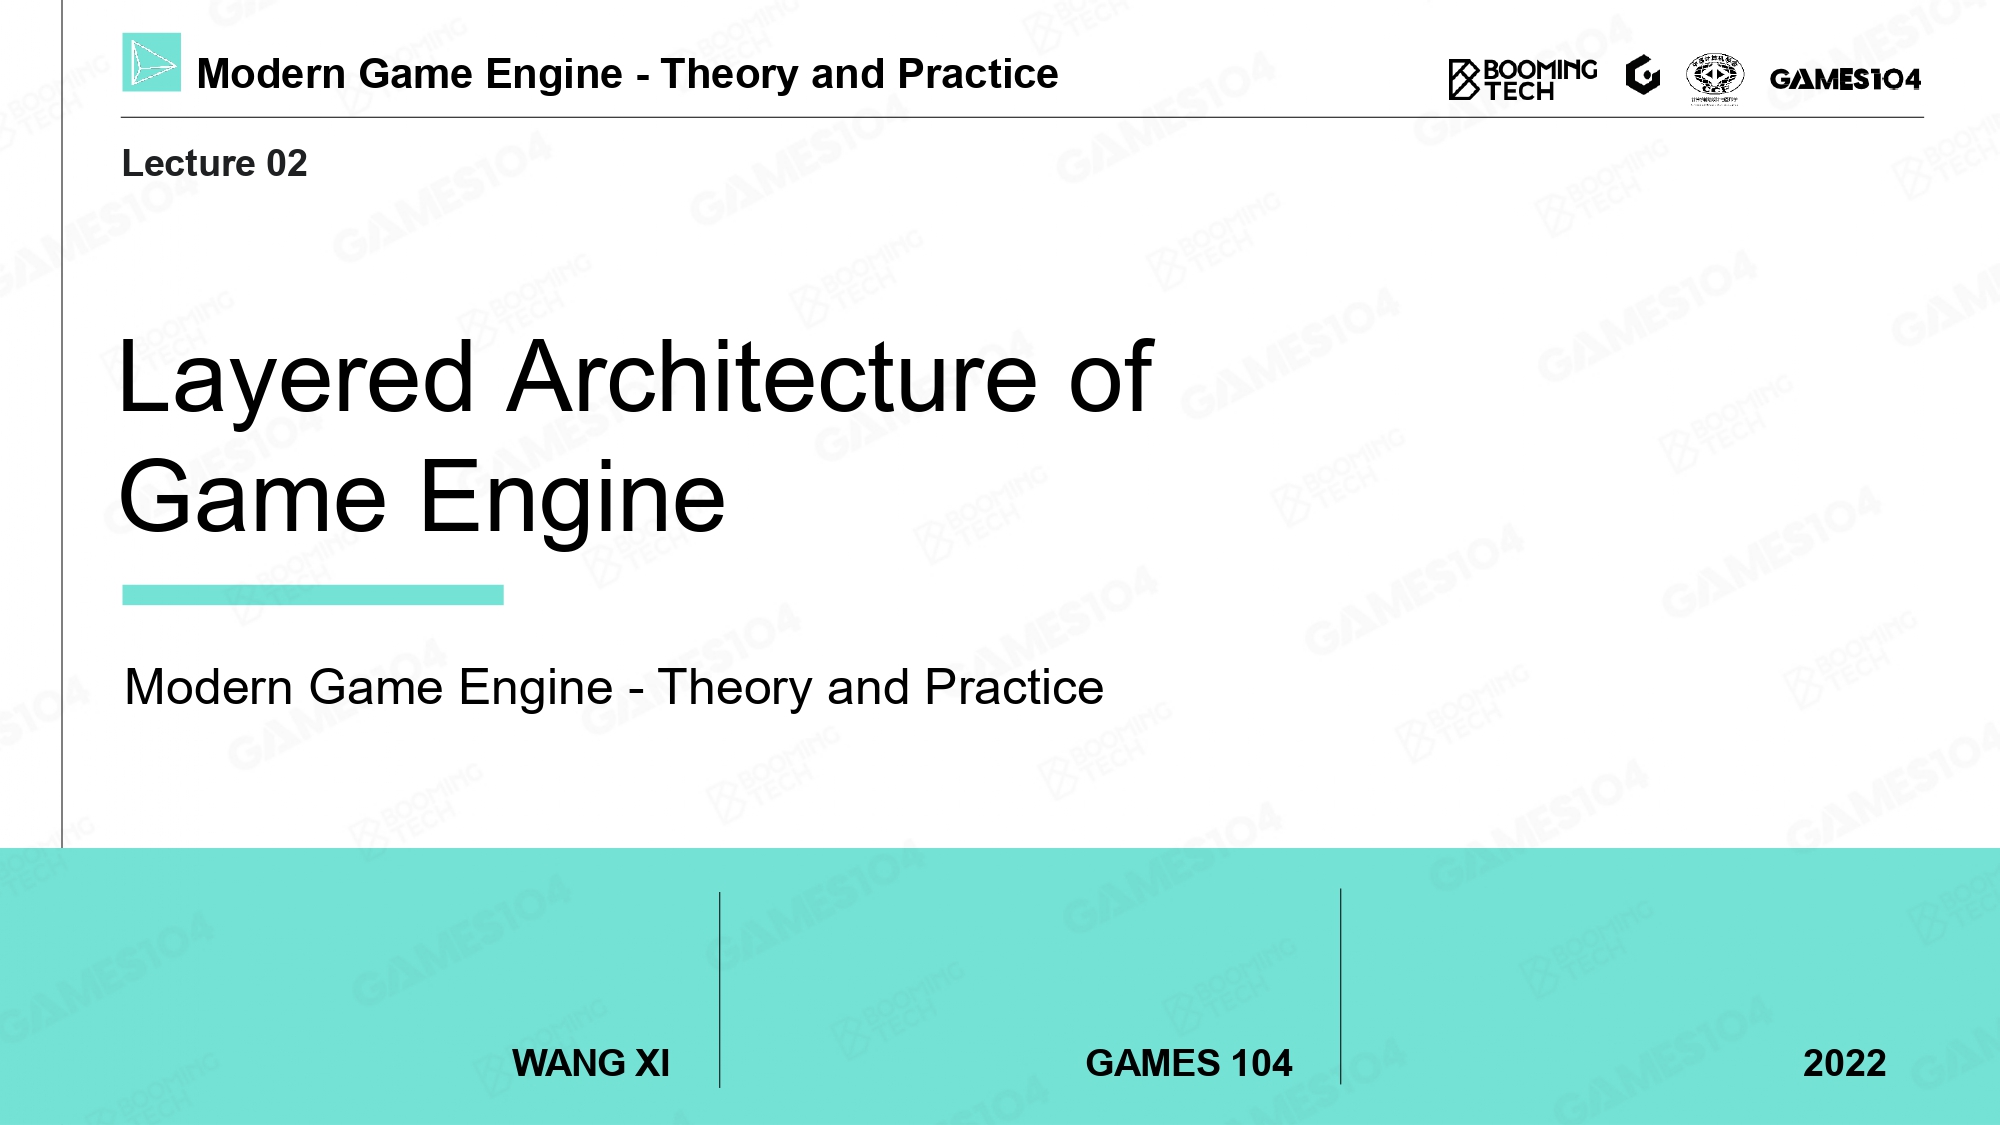 Modern Game Engine - Theory and Practice
BOOMING
TECH
GAMES104
Lecture 02
Layered Architecture of
Game Engine
Modern Game Engine - Theory and Practice
WANG XI
GAMES 104
2022